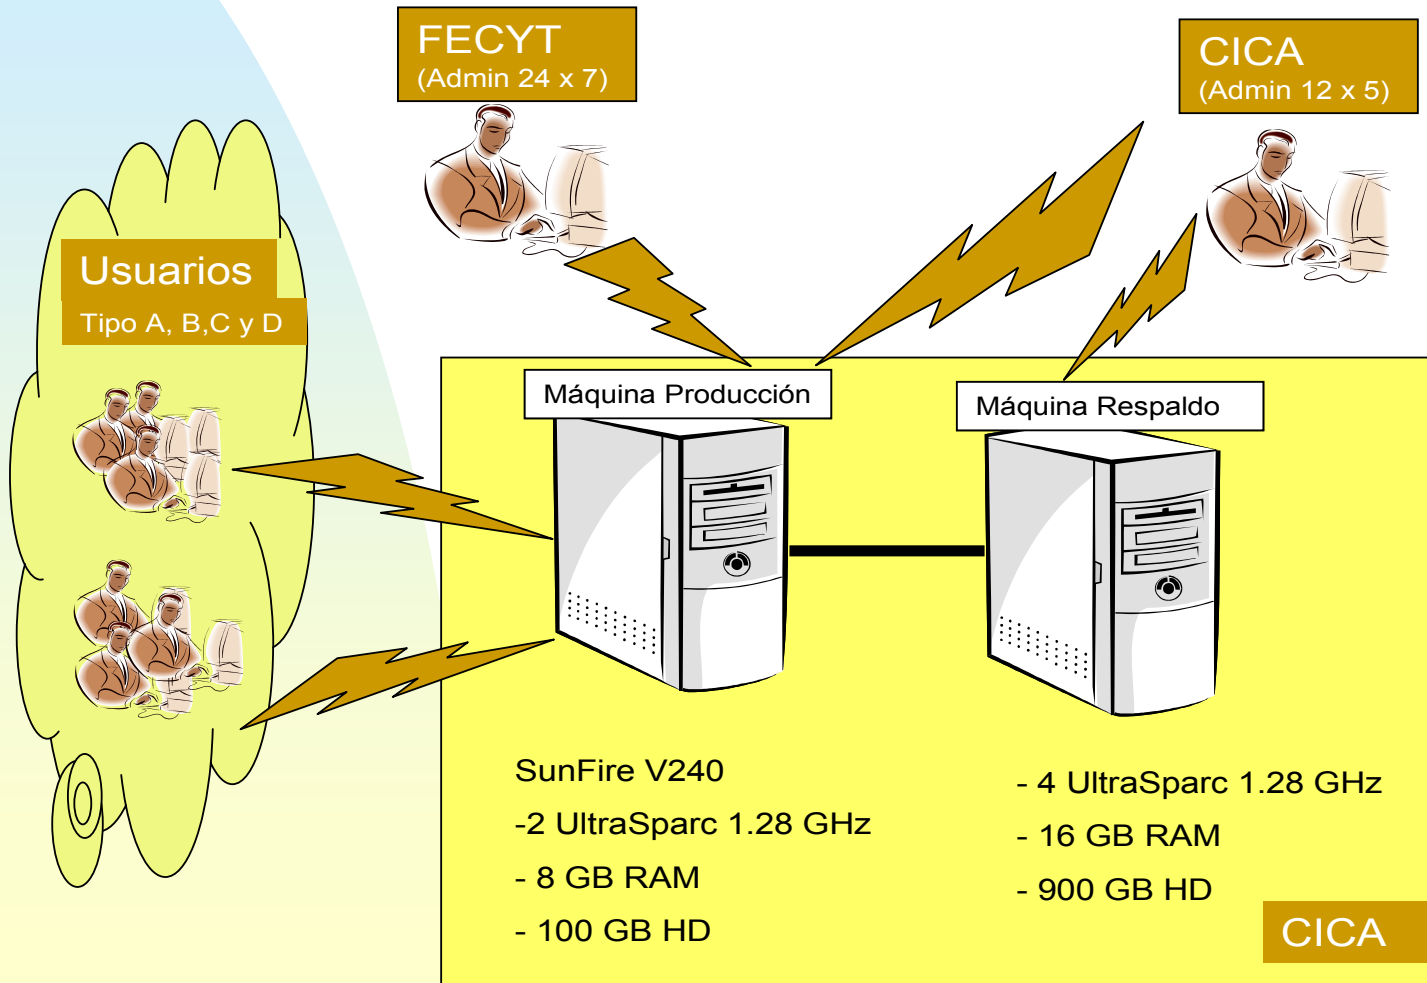 FECYT
(Admin 24 x 7)
CICA
(Admin 12 x 5)
Usuarios
Tipo A, B,C y D
Máquina Producción
Máquina Respaldo
SunFire V240
-2 UltraSparc 1.28 GHz
- 8 GB RAM
- 100 GB HD
- 4 UltraSparc 1.28 GHz
- 16 GB RAM
- 900 GB HD
CICA